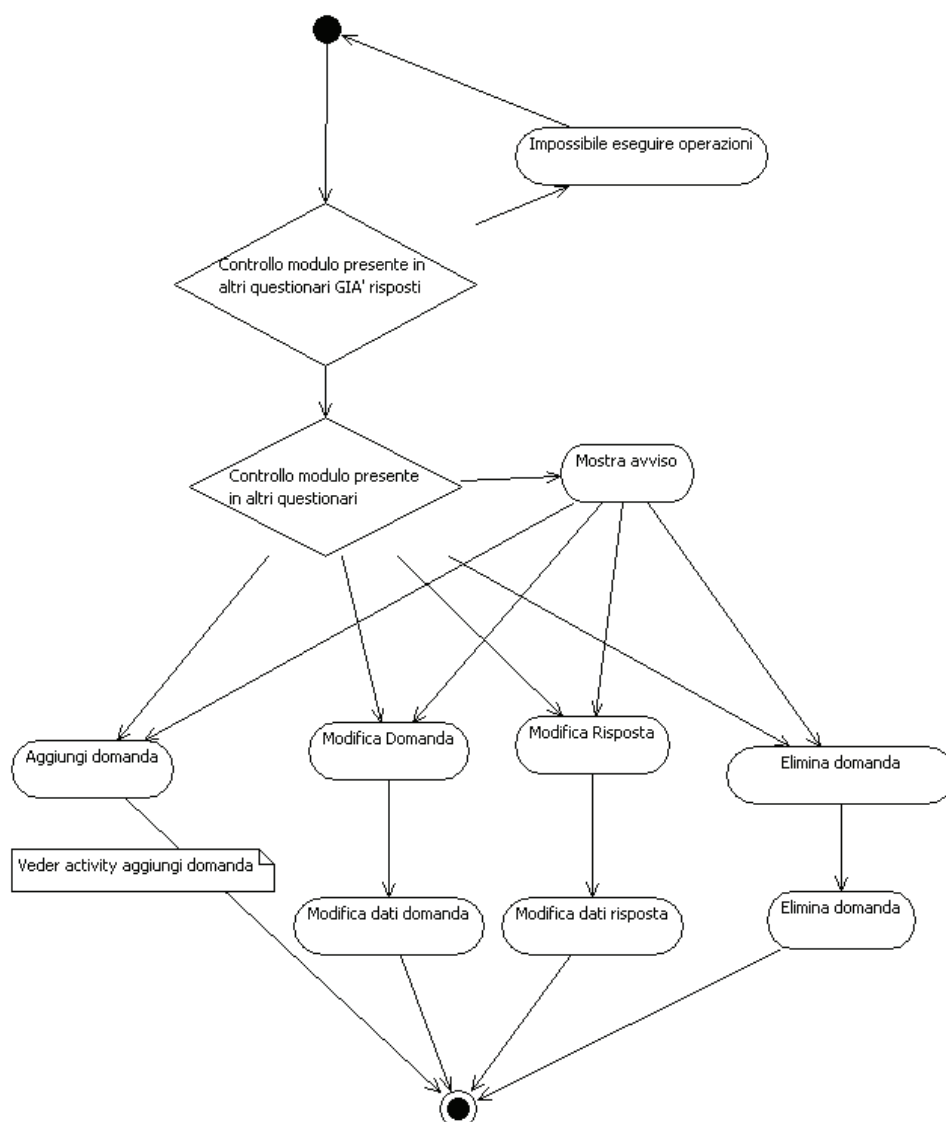 Impossibile eseguire operazioni
Controllo modulo presente in
altri questionari GIA' risposti
Controllo modulo presente
in altri questionari
Mostra avviso
Aggiungi domanda
Modifica Domanda
Modifica Risposta
Elimina domanda
Veder activity aggiungi domanda
Modifica dati domanda
Modifica dati risposta
Elimina domanda